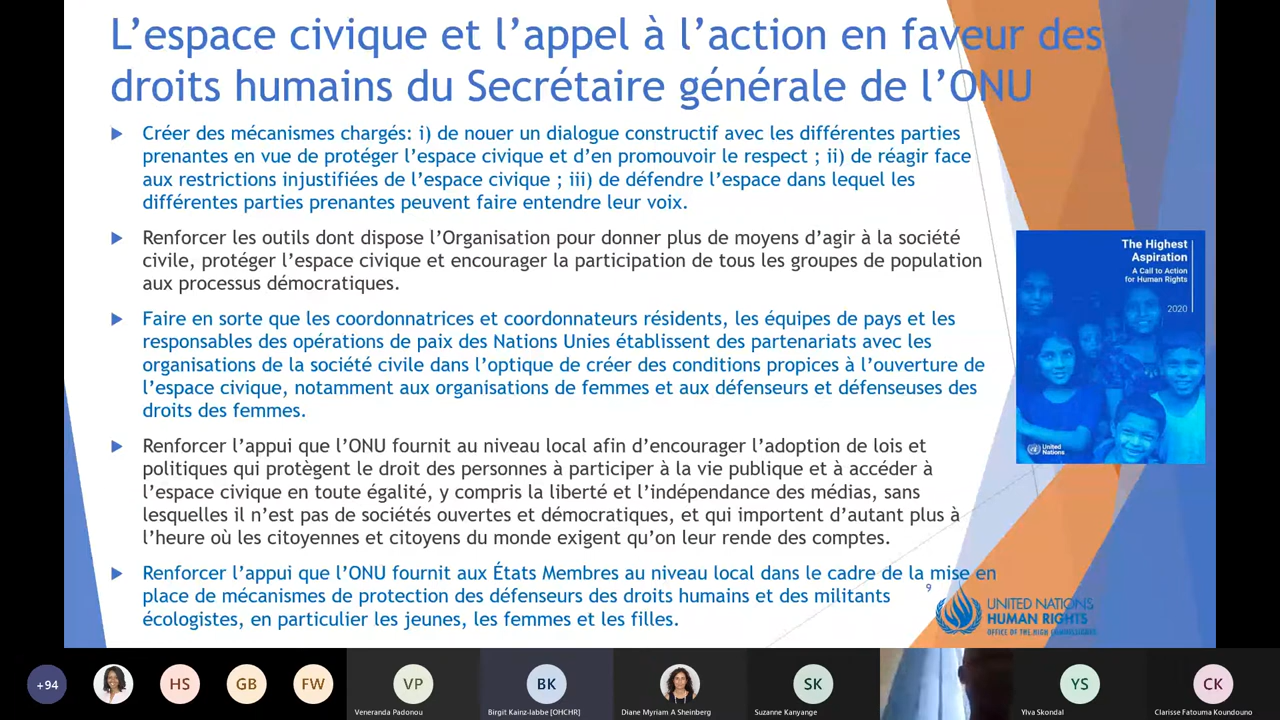 L’espace civique et l’appel à l’action en faveur des
droits humains du Secrétaire générale de l’ONU
Créer des mécanismes chargés: i) de nouer un dialogue constructif avec les différentes parties
prenantes en vue de protéger l’espace civique et d’en promouvoir le respect ; ii) de réagir face
aux restrictions injustifiées de l’espace civique ; iii) de défendre l’espace dans lequel les
différentes parties prenantes peuvent faire entendre leur voix.
Renforcer les outils dont dispose l’Organisation pour donner plus de moyens d’agir à la société
civile, protéger l’espace civique et encourager la participation de tous les groupes de population
aux processus démocratiques.
Faire en sorte que les coordonnatrices et coordonnateurs résidents, les équipes de pays et les
responsables des opérations de paix des Nations Unies établissent des partenariats avec les
organisations de la société civile dans l’optique de créer des conditions propices à l’ouverture de
l’espace civique, notamment aux organisations de femmes et aux défenseurs et défenseuses des
droits des femmes.
Renforcer l’appui que l’ONU fournit au niveau local afin d’encourager l’adoption de lois et
politiques qui protègent le droit des personnes à participer à la vie publique et à accéder à
l’espace civique en toute égalité, y compris la liberté et l’indépendance des médias, sans
lesquelles il n’est pas de sociétés ouvertes et démocratiques, et qui importent d’autant plus à
l’heure où les citoyennes et citoyens du monde exigent qu’on leur rende des comptes.
Renforcer l’appui que l’ONU fournit aux États Membres au niveau local dans le cadre de la mise en
place de mécanismes de protection des défenseurs des droits humains et des militants
écologistes, en particulier les jeunes, les femmes et les filles.
The Highest
Aspiration
A Call to Action
for Human Rights
2020
United
Nations
9
UNITED NATIONS
HUMAN RIGHTS
OFFICE OF THE HIGH COMMISSIONER
+94
HS
GB
FW
VP
BK
SK
YS
CK
Veneranda Padonou
Birgit Kainz-labbe [OHCHR]
Diane Myriam A Sheinberg
Suzanne Kanyange
Ylva Skondal
Clarisse Fatouma Koundouno